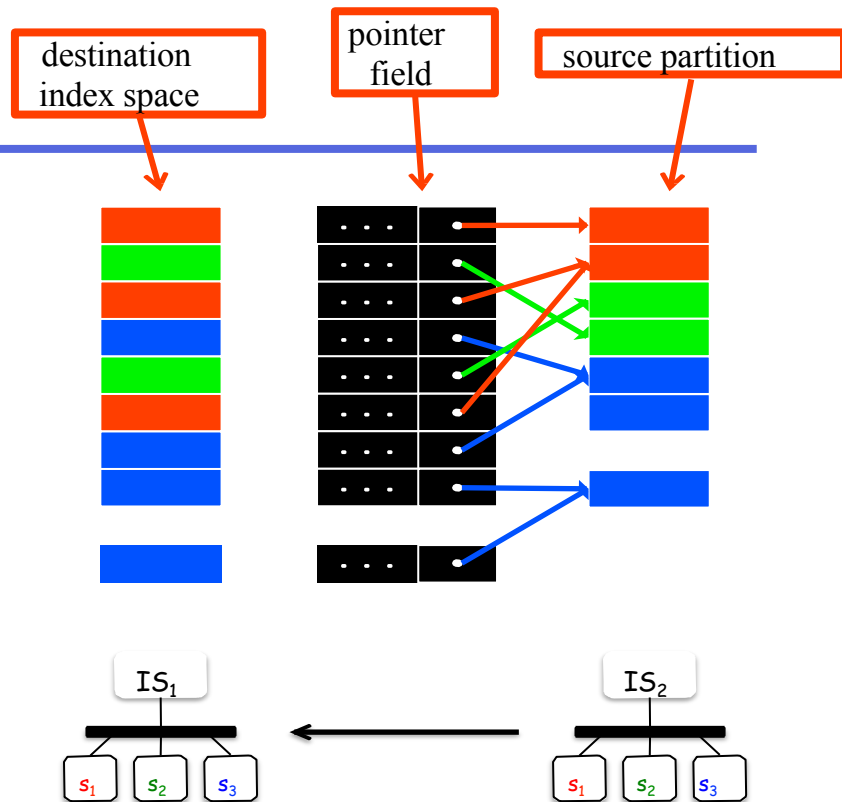 destination
index space
pointer
field
source partition
. . .
. . .
. . .
. . .
. . .
. . .
. . .
. . .
. . .
IS₁
IS₂
s₁ s₂ s₃
s₁ s₂ s₃